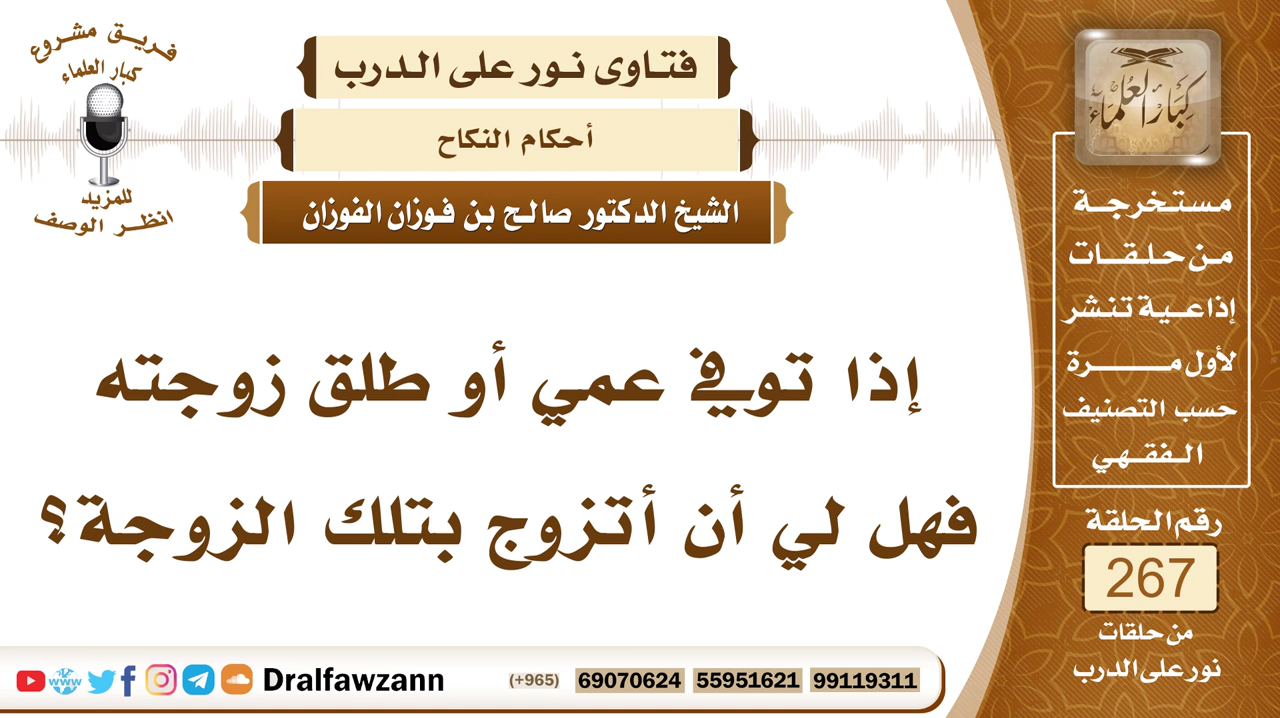 فريق مشروع
كبار العلماء
للمزيد
انظر الوصف
فتاوى نور على الدرب
أحكام النكاح
الشيخ الدكتور صالح بن فوزان الفوزان
إذا توفي عمي أو طلق زوجته
فهل لي أن أتزوج بتلك الزوجة؟
كبار العلماء
مستخرجة
من حلقات
إذاعية تنشر
لأول مرة
حسب التصنيف
الفقهي
رقم الحلقة
267
من حلقات
نور على الدرب
www Dralfawzann (+965) 69070624 55951621 99119311